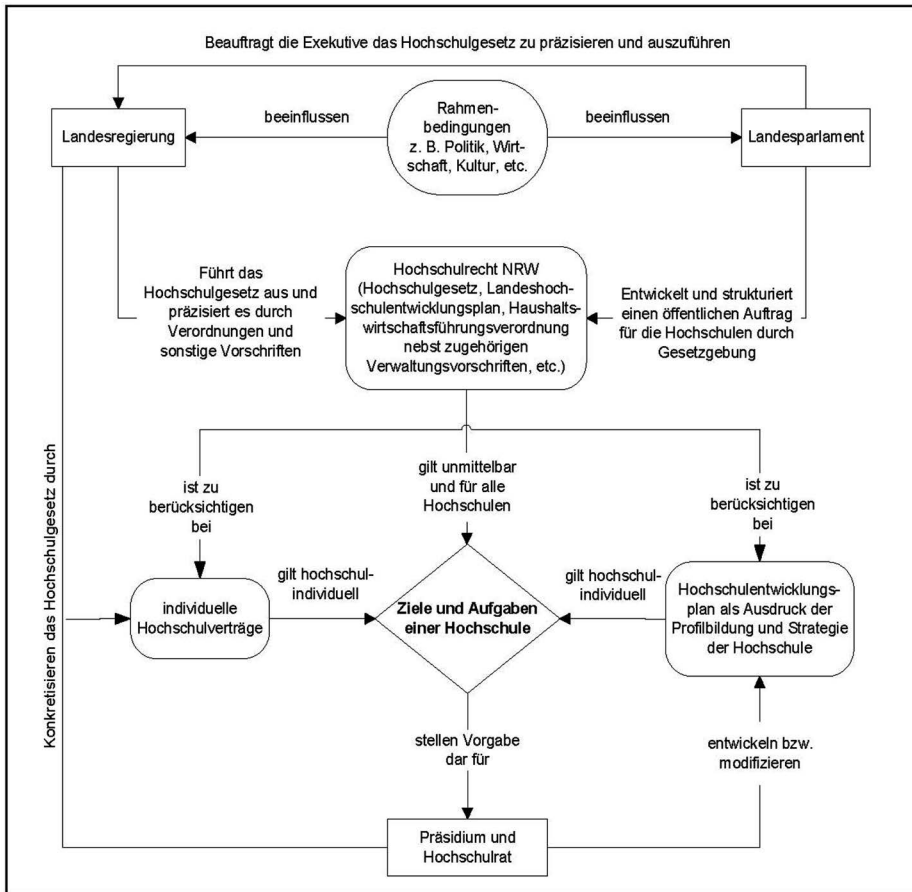 Beauftragt die Exekutive das Hochschulgesetz zu präzisieren und auszuführen
Landesregierung
beeinflussen
Rahmen-
bedingungen
z. B. Politik, Wirt-
schaft, Kultur, etc.
beeinflussen
Landesparlament
Führt das
Hochschulgesetz aus und
präzisiert es durch
Verordnungen und
sonstige Vorschriften
Hochschulrecht NRW
(Hochschulgesetz, Landeshoch-
schulentwicklungsplan, Haushalts-
wirtschaftsführungsverordnung
nebst zugehörigen
Verwaltungsvorschriften, etc.)
Entwickelt und strukturiert
einen öffentlichen Auftrag
für die Hochschulen durch
Gesetzgebung
Konkretisieren das Hochschulgesetz durch
ist zu
berücksichtigen
bei
gilt unmittelbar
und für alle
Hochschulen
ist zu
berücksichtigen
bei
individuelle
Hochschulverträge
gilt hochschul-
individuell
Ziele und Aufgaben
einer Hochschule
gilt hochschul-
individuell
Hochschulentwicklungs-
plan als Ausdruck der
Profilbildung und Strategie
der Hochschule
stellen Vorgabe
dar für
entwickeln bzw.
modifizieren
Präsidium und
Hochschulrat